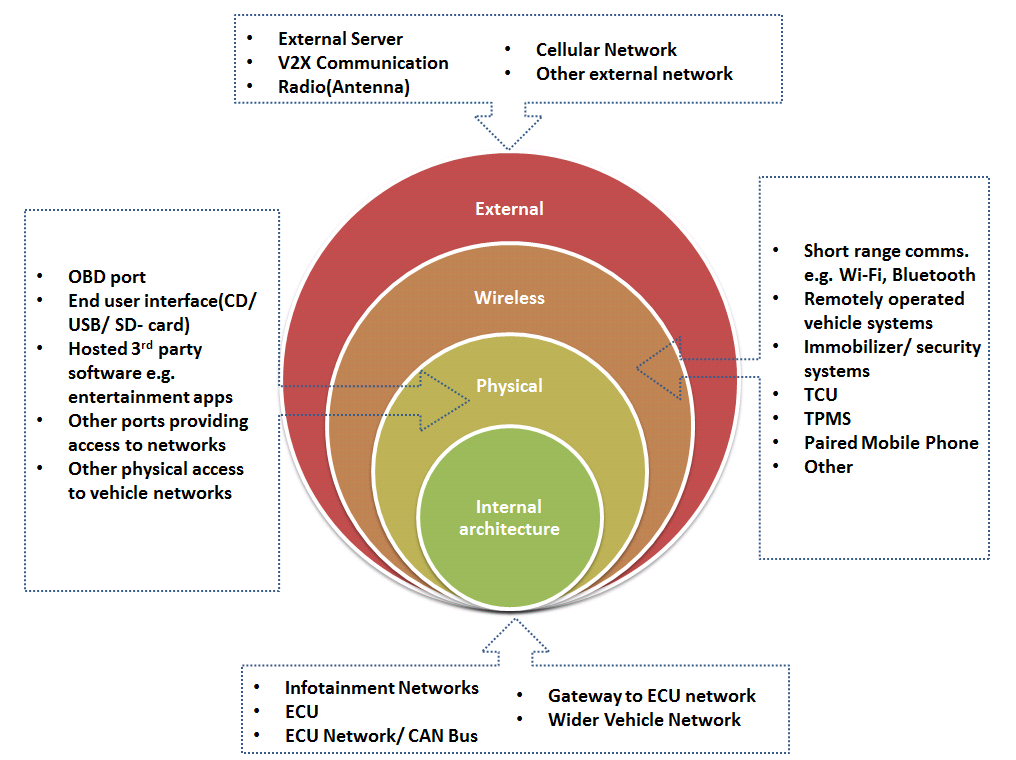 • External Server
• V2X Communication
• Radio(Antenna)
• Cellular Network
• Other external network
External
Wireless
Physical
Internal
architecture
• OBD port
• End user interface(CD/
USB/ SD- card)
• Hosted 3rd party
software e.g.
entertainment apps
• Other ports providing
access to networks
• Other physical access
to vehicle networks
• Short range comms.
e.g. Wi-Fi, Bluetooth
• Remotely operated
vehicle systems
• Immobilizer/ security
systems
• TCU
• TPMS
• Paired Mobile Phone
• Other
• Infotainment Networks
• ECU
• ECU Network/ CAN Bus
• Gateway to ECU network
• Wider Vehicle Network